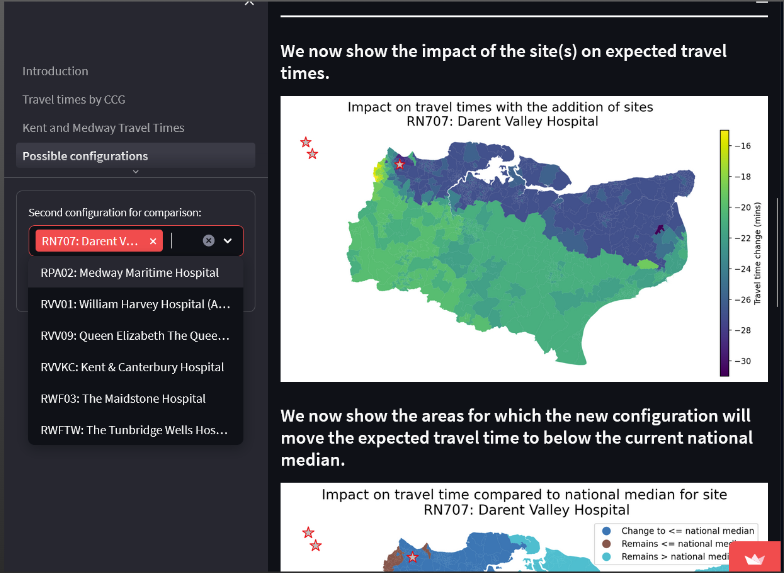 Introduction
Travel times by CCG
Kent and Medway Travel Times
Possible configurations
Second configuration for comparison:
RN707: Darent V...
RPA02: Medway Maritime Hospital
RVV01: William Harvey Hospital (A...
RVV09: Queen Elizabeth The Quee...
RVVKC: Kent & Canterbury Hospital
RWF03: The Maidstone Hospital
RWFTW: The Tunbridge Wells Hos...
We now show the impact of the site(s) on expected travel
times.
Impact on travel times with the addition of sites
RN707: Darent Valley Hospital
−16
−18
−20
−22
−24
−26
−28
−30
Travel time change (mins)
We now show the areas for which the new configuration will
move the expected travel time to below the current national
median.
Impact on travel time compared to national median for site
RN707: Darent Valley Hospital
Change to <= national median
Remains <= national
Remains > national